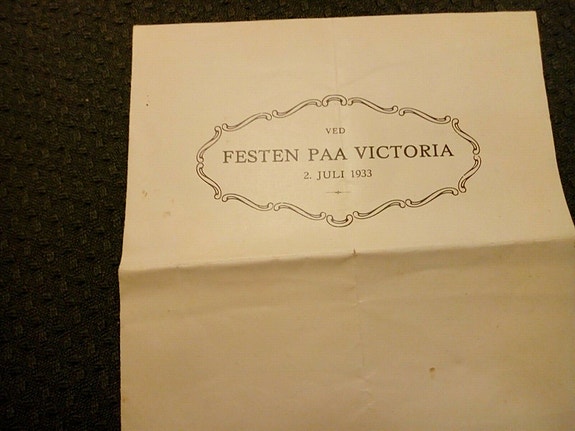 VED
FESTEN PAA VICTORIA
2. JULI 1933